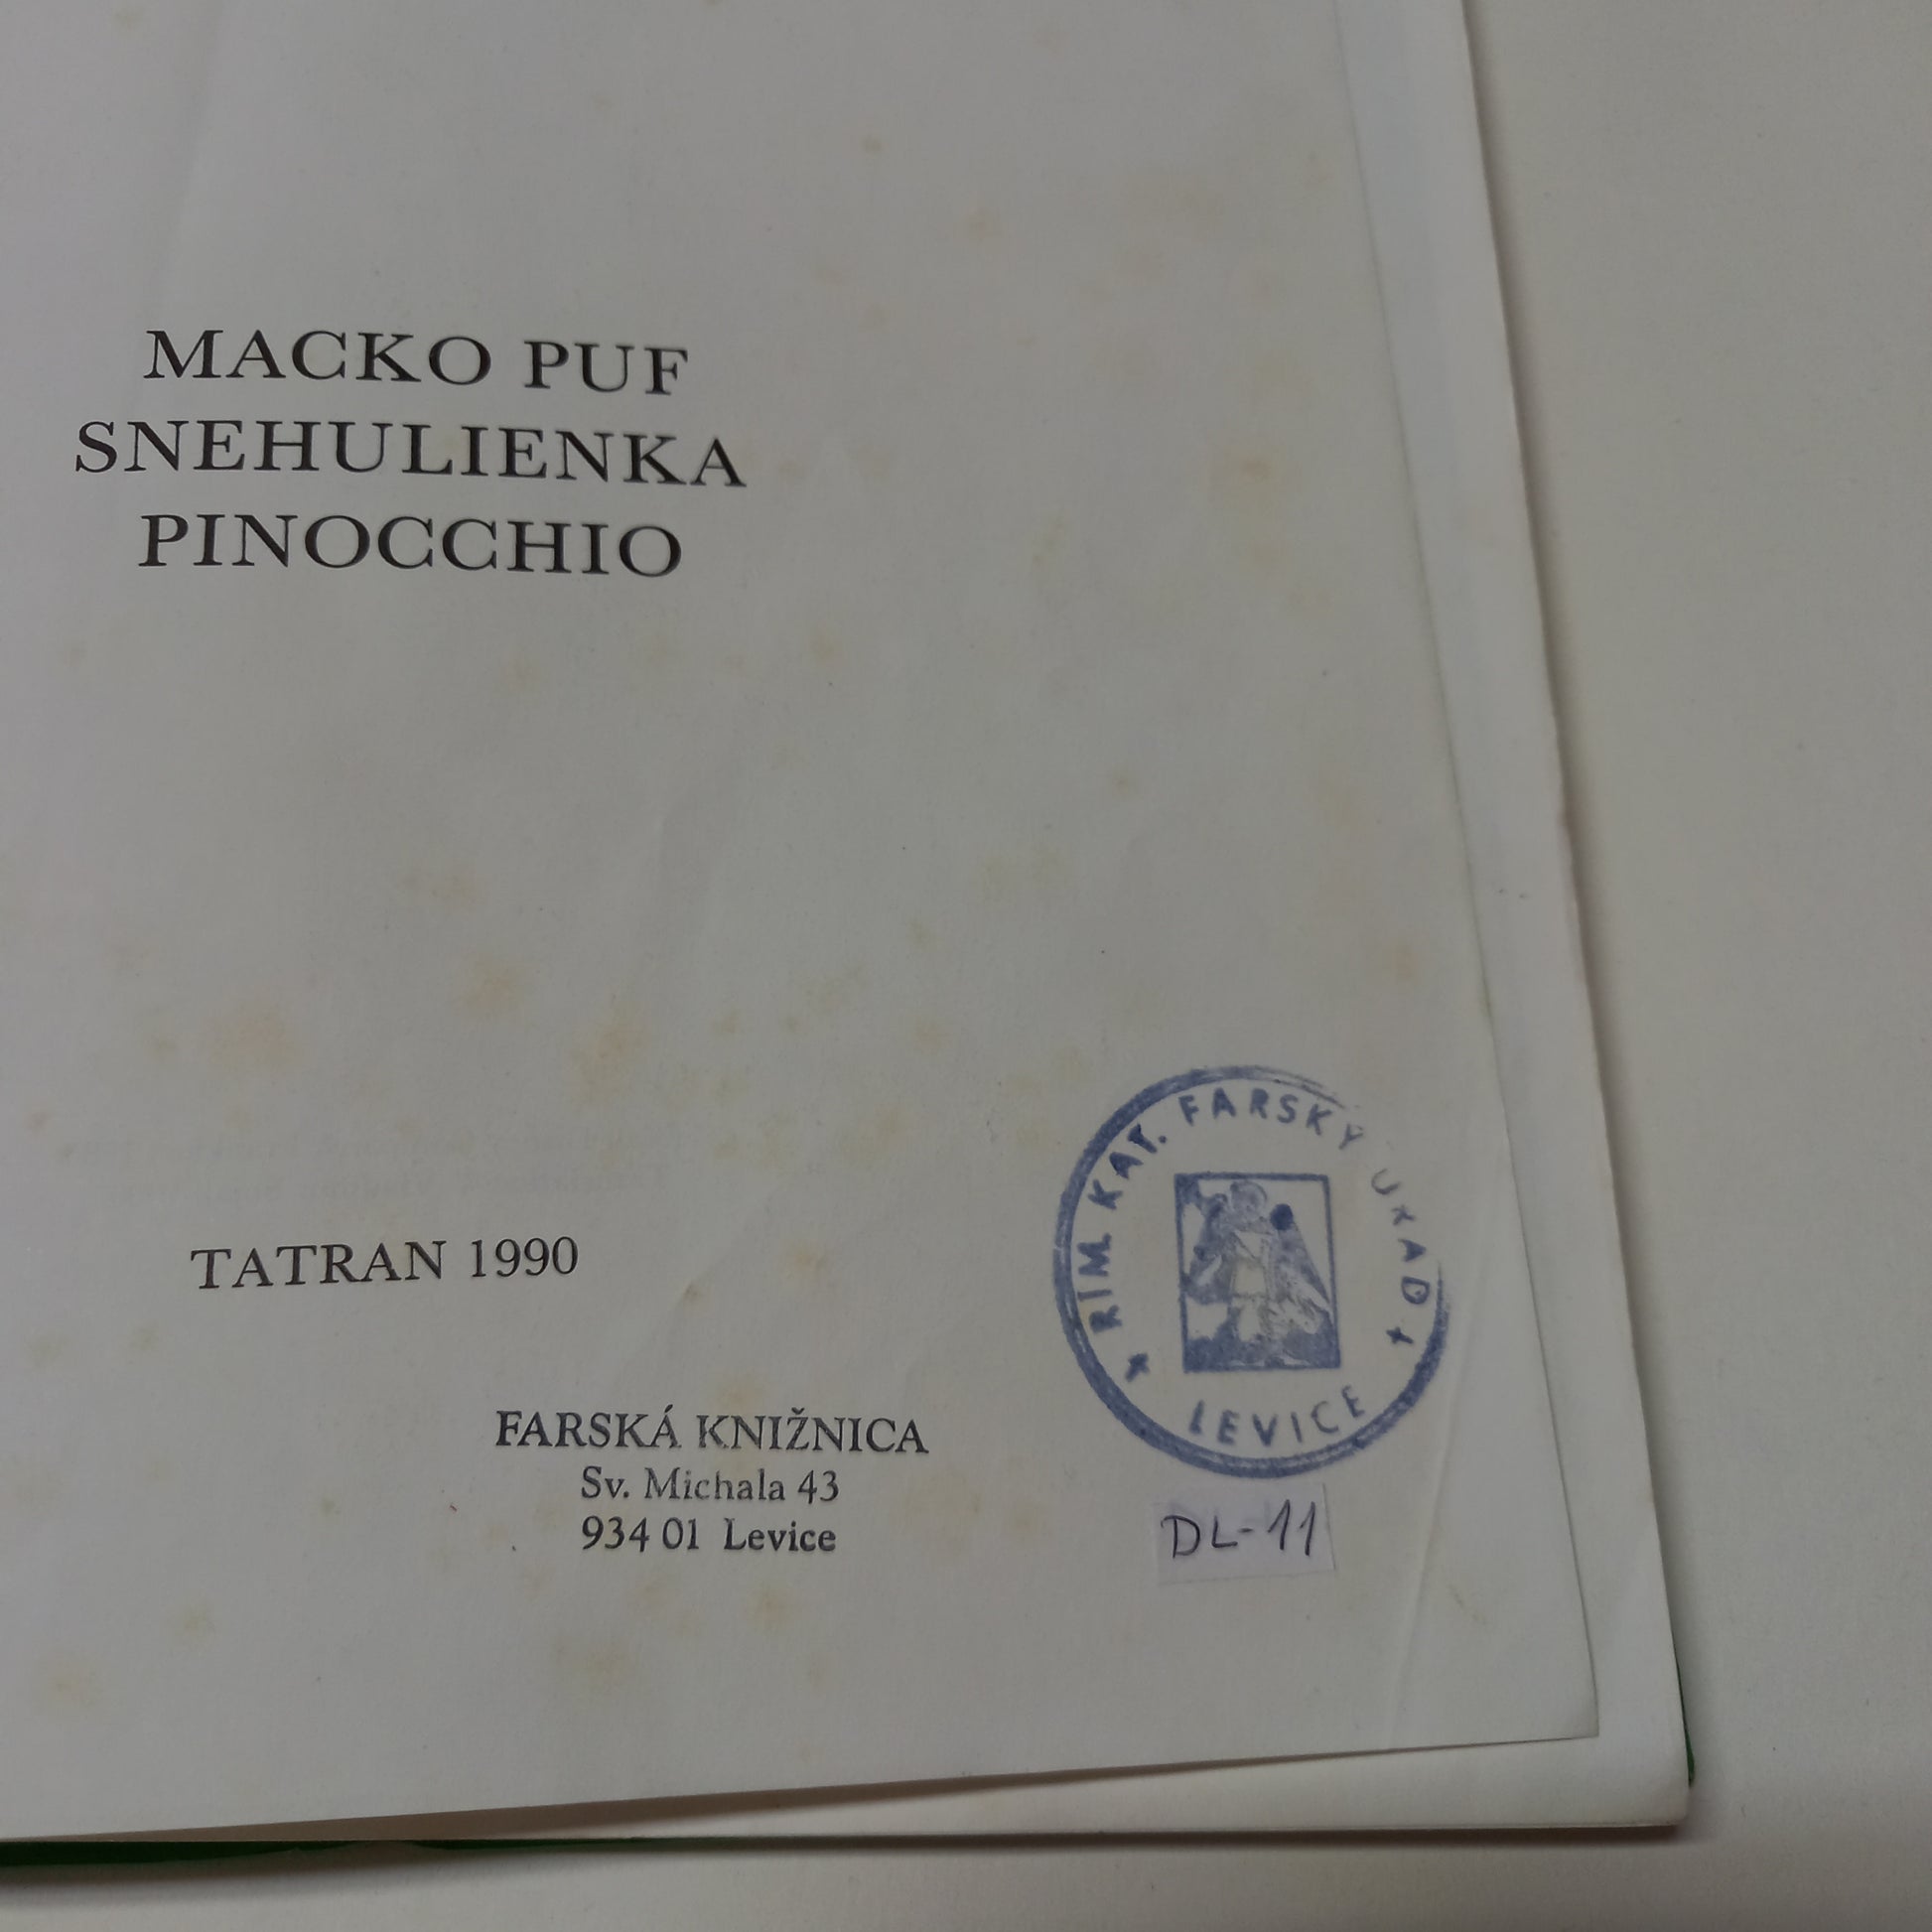 MACKO PUF
SNEHULIENKA
PINOCCHIO
TATRAN 1990
RÍM. KAT. FARSKÝ ÚRAD
LEVICE
FARSKÁ KNIŽNICA
Sv. Michala 43
934 01 Levice
DL-11